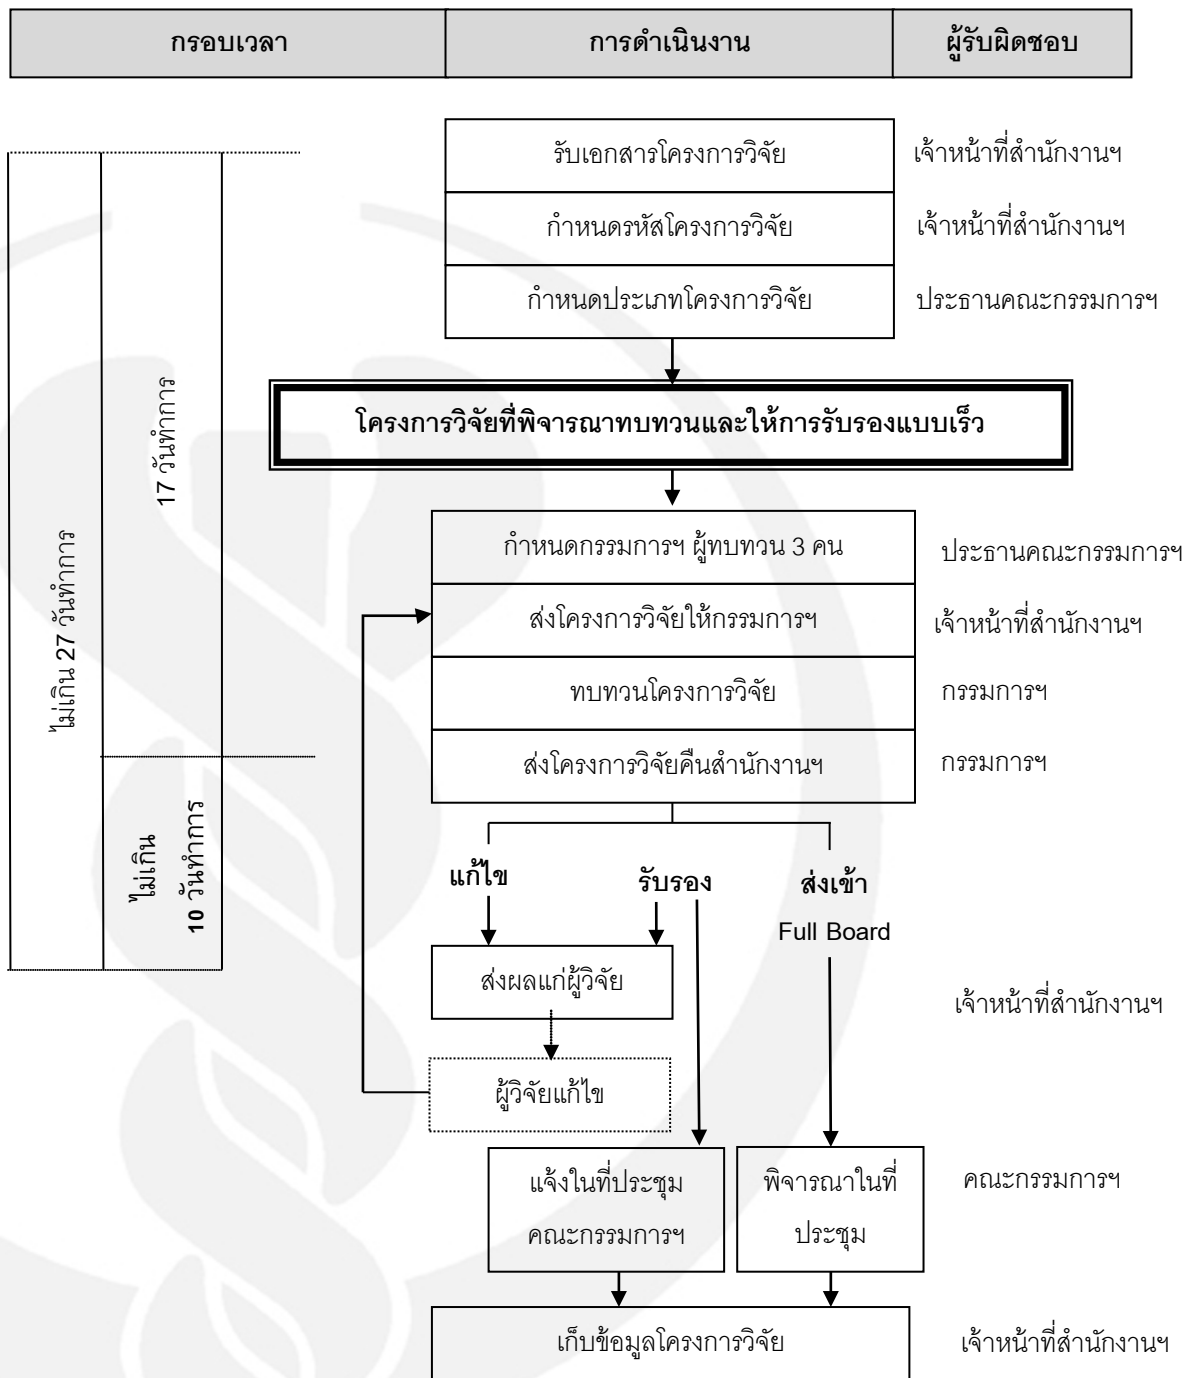 กรอบเวลา
การดำเนินงาน
ผู้รับผิดชอบ
รับเอกสารโครงการวิจัย
เจ้าหน้าที่สำนักงานฯ
กำหนดรหัสโครงการวิจัย
เจ้าหน้าที่สำนักงานฯ
กำหนดประเภทโครงการวิจัย
ประธานคณะกรรมการฯ
โครงการวิจัยที่พิจารณาทบทวนและให้การรับรองแบบเร็ว
ไม่เกิน 27 วันทำการ
17 วันทำการ
กำหนดกรรมการฯ ผู้ทบทวน 3 คน
ประธานคณะกรรมการฯ
ส่งโครงการวิจัยให้กรรมการฯ
เจ้าหน้าที่สำนักงานฯ
ทบทวนโครงการวิจัย
กรรมการฯ
ส่งโครงการวิจัยคืนสำนักงานฯ
กรรมการฯ
ไม่เกิน
10 วันทำการ
แก้ไข
รับรอง
ส่งเข้า
Full Board
ส่งผลแก่ผู้วิจัย
เจ้าหน้าที่สำนักงานฯ
ผู้วิจัยแก้ไข
แจ้งในที่ประชุม
คณะกรรมการฯ
พิจารณาในที่
ประชุม
คณะกรรมการฯ
เก็บข้อมูลโครงการวิจัย
เจ้าหน้าที่สำนักงานฯ